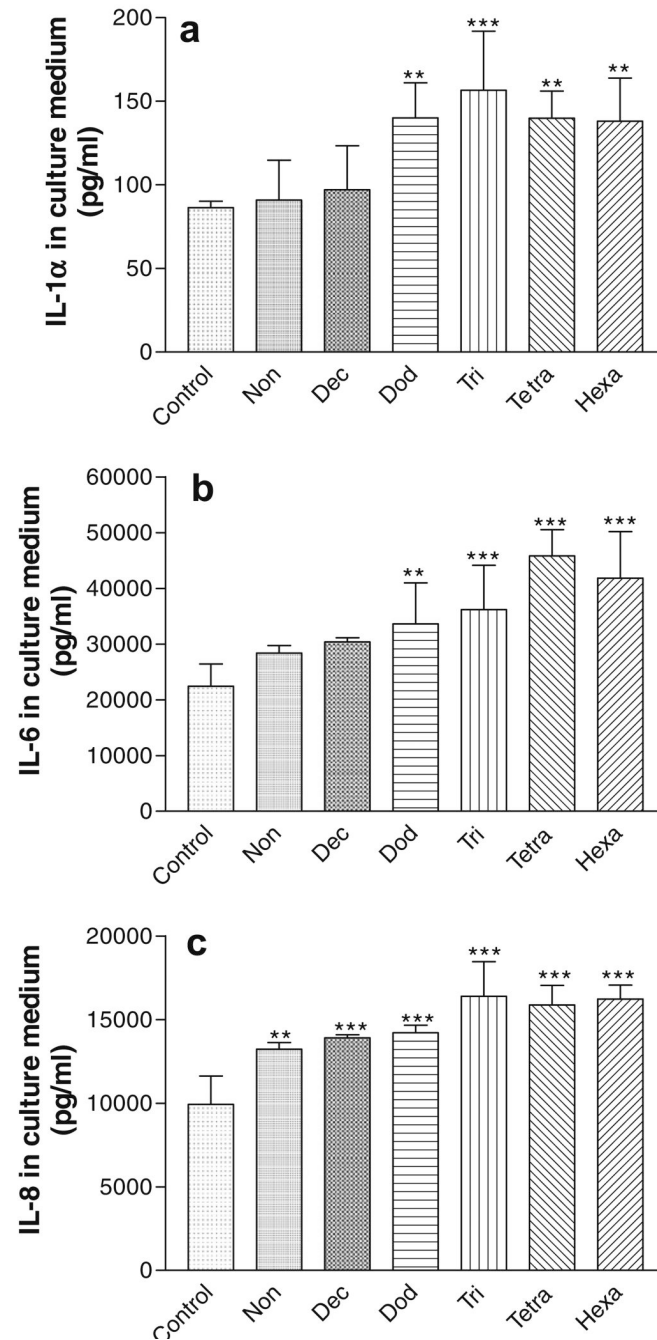 a
IL-1α in culture medium
(pg/ml)
200
150
100
50
0
**
***
**
**
Control
Non
Dec
Dod
Tri
Tetra
Hexa
b
IL-6 in culture medium
(pg/ml)
60000
50000
40000
30000
20000
10000
0
**
***
***
***
Control
Non
Dec
Dod
Tri
Tetra
Hexa
c
IL-8 in culture medium
(pg/ml)
20000
15000
10000
5000
0
**
***
***
***
***
***
Control
Non
Dec
Dod
Tri
Tetra
Hexa